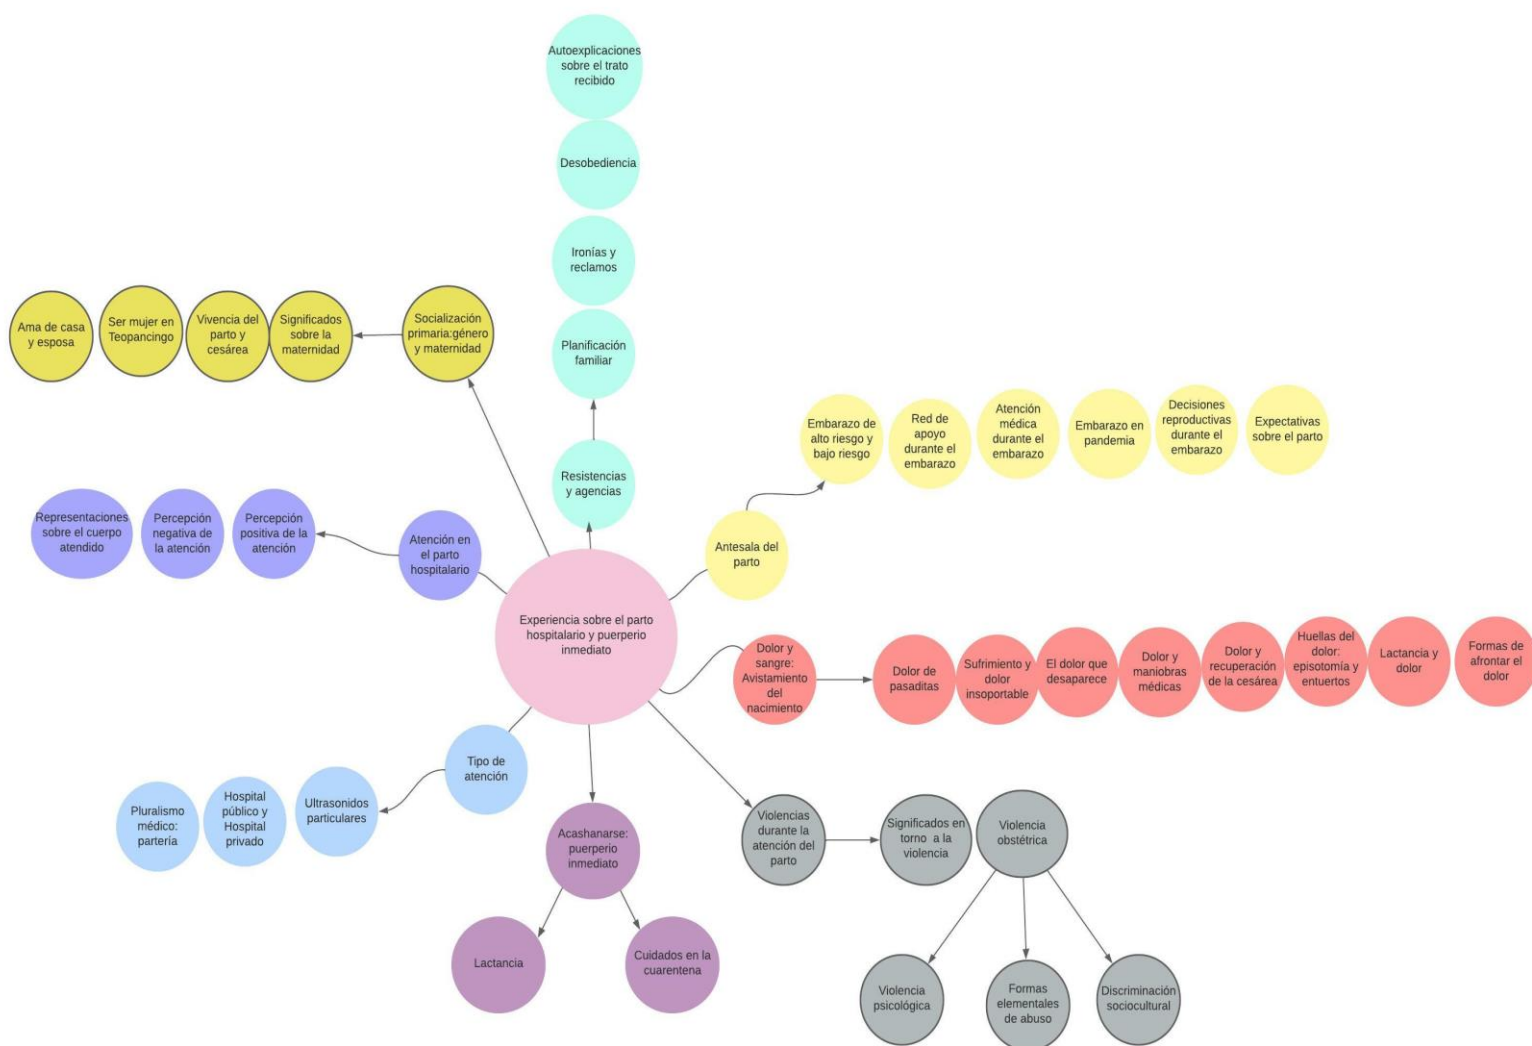 Autoexplicaciones
sobre el trato
recibido
Desobediencia
Ironías y
reclamos
Planificación
familiar
Resistencias
y agencias
Ama de casa
y esposa
Ser mujer en
Teopancingo
Vivencia del
parto y
cesárea
Significados
sobre la
maternidad
Socialización
primaria:género
y maternidad
Representaciones
sobre el cuerpo
atendido
Percepción
negativa de
la atención
Percepción
positiva de la
atención
Atención en
el parto
hospitalario
Embarazo de
alto riesgo y
bajo riesgo
Red de
apoyo
durante el
embarazo
Atención
médica
durante el
embarazo
Embarazo en
pandemia
Decisiones
reproductivas
durante el
embarazo
Expectativas
sobre el parto
Antesala del
parto
Experiencia sobre el parto
hospitalario y puerperio
inmediato
Dolor y
sangre:
Avistamiento
del
nacimiento
Dolor de
pasaditas
Sufrimiento y
dolor
insoportable
El dolor que
desaparece
Dolor y
maniobras
médicas
Dolor y
recuperación
de la cesárea
Huellas del
dolor:
episotomía y
entuertos
Lactancia y
dolor
Formas de
afrontar el
dolor
Pluralismo
médico:
partería
Hospital
público y
Hospital
privado
Ultrasonidos
particulares
Tipo de
atención
Acashanarse:
puerperio
inmediato
Lactancia
Cuidados en la
cuarentena
Violencias
durante la
atención del
parto
Significados en
torno a la
violencia
Violencia
obstétrica
Violencia
psicológica
Formas
elementales
de abuso
Discriminación
sociocultural